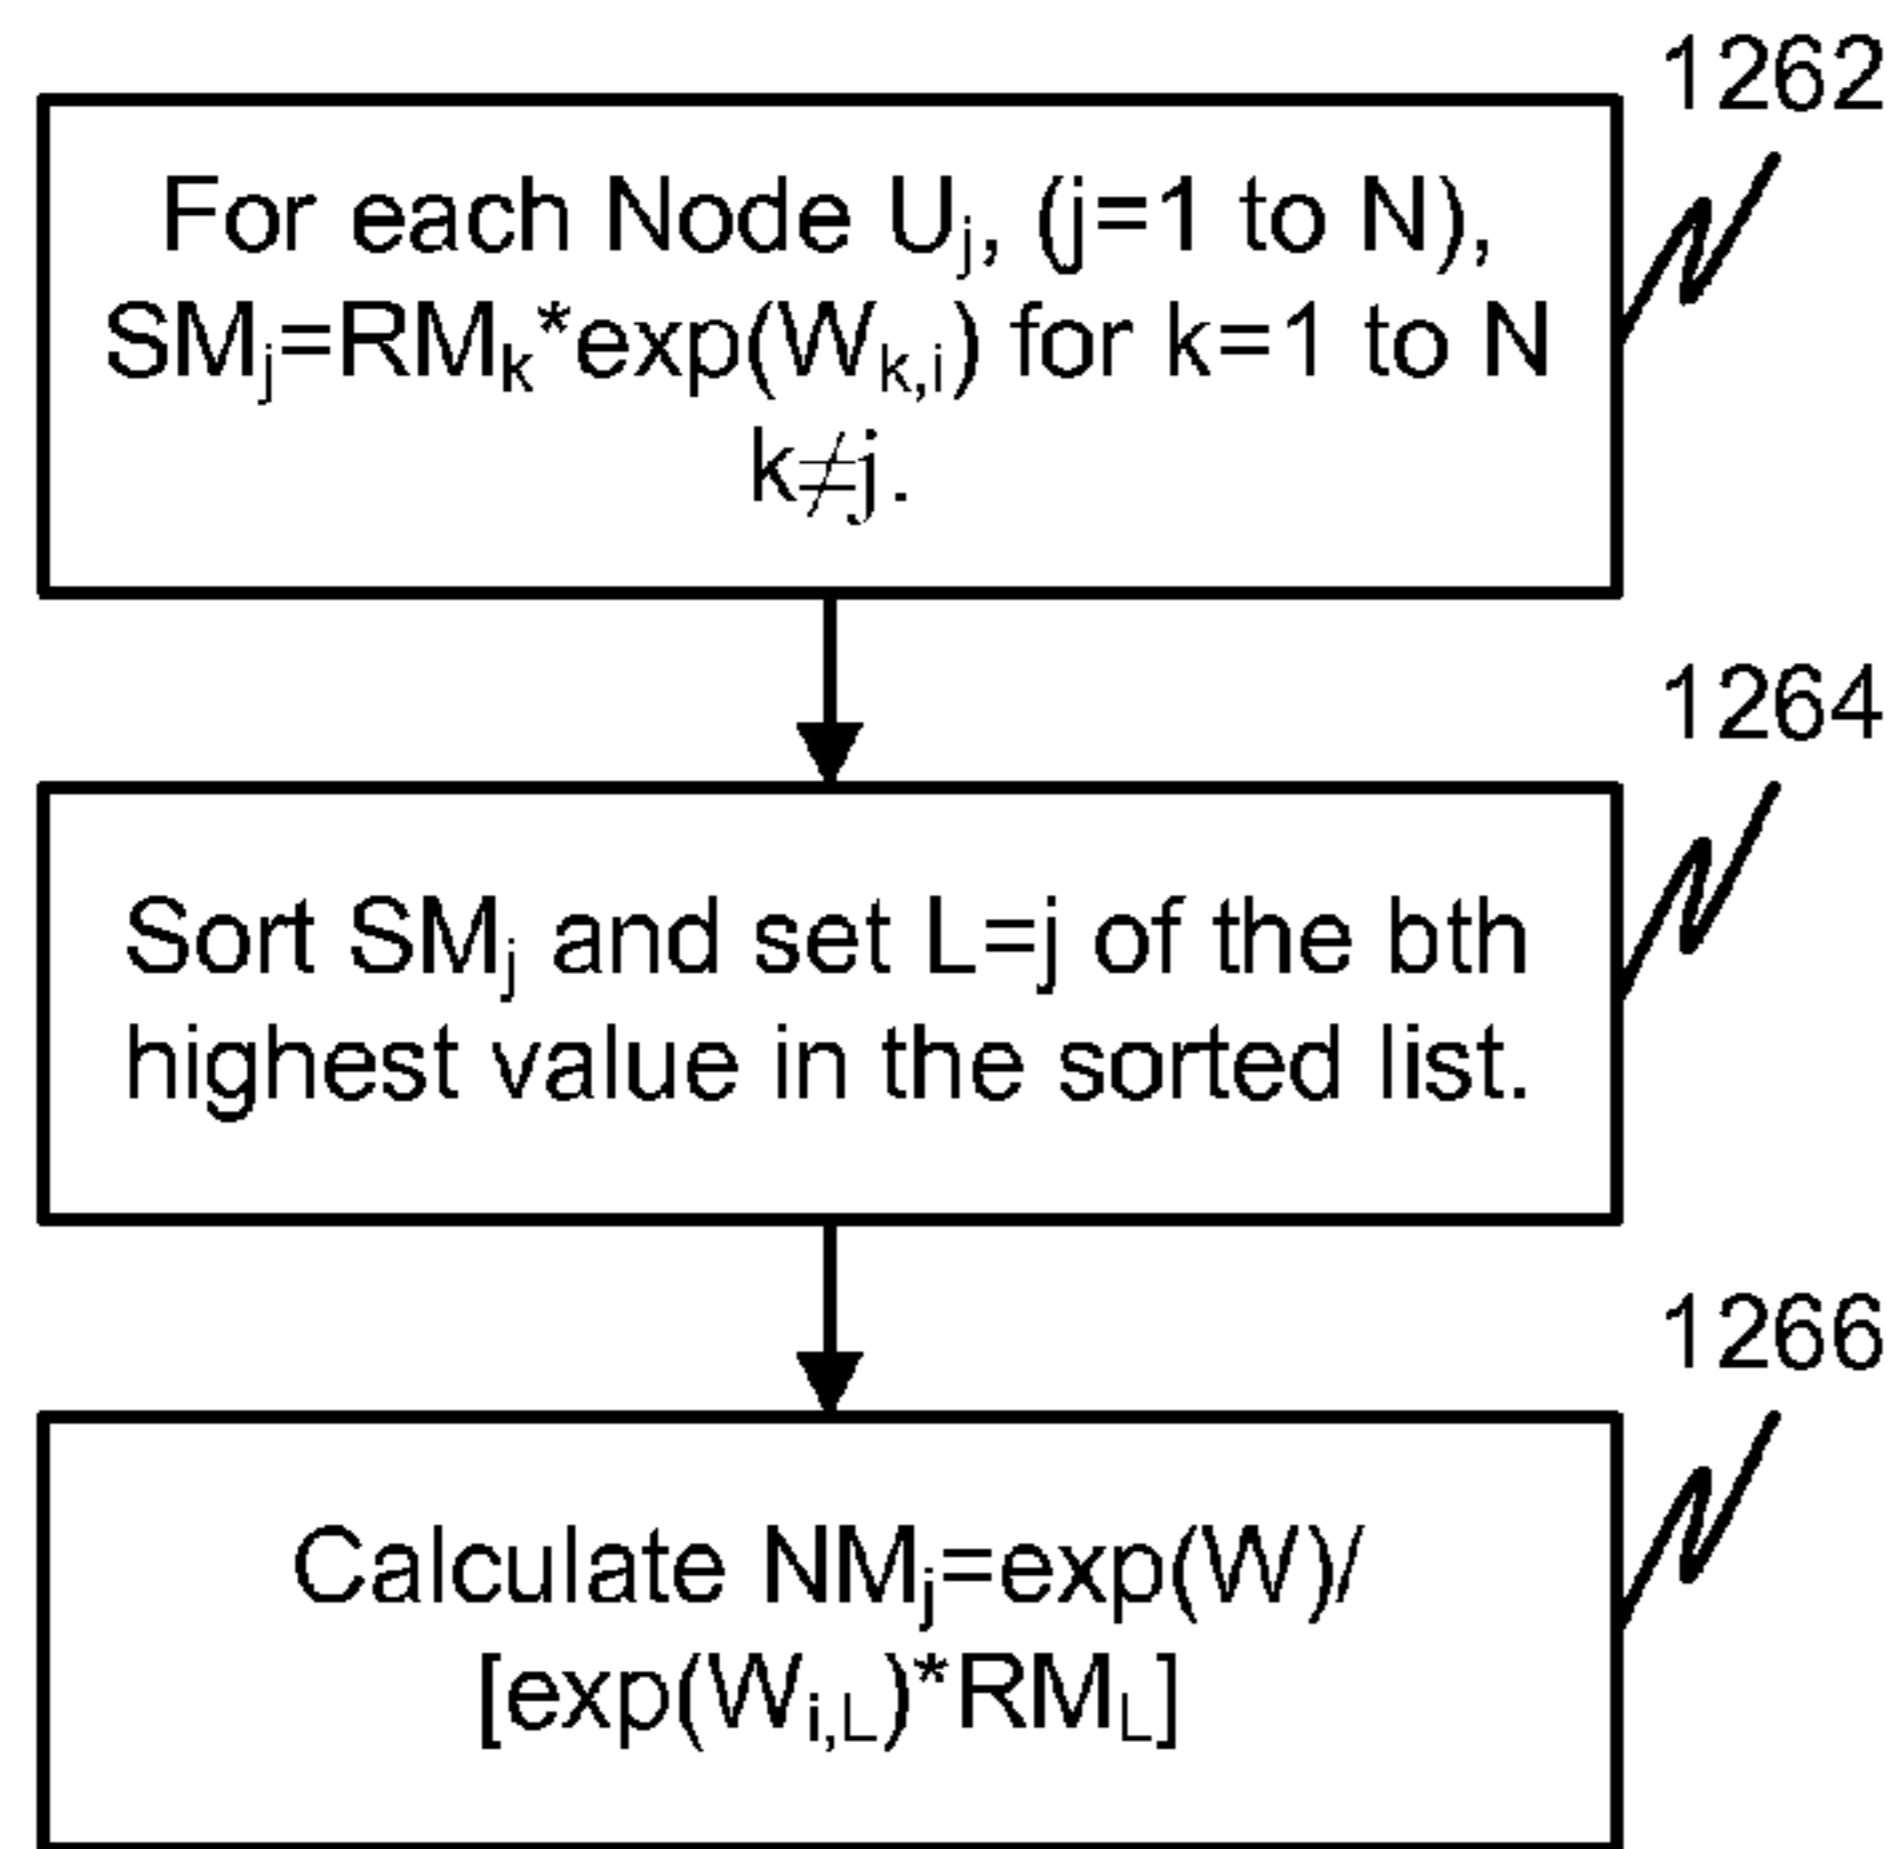 1262
For each Node Uj, (j=1 to N),
SMj=RMk*exp(Wk,i) for k=1 to N
k≠j.
1264
Sort SMj and set L=j of the bth
highest value in the sorted list.
1266
Calculate NMj=exp(W)/
[exp(Wi,L)*RML]